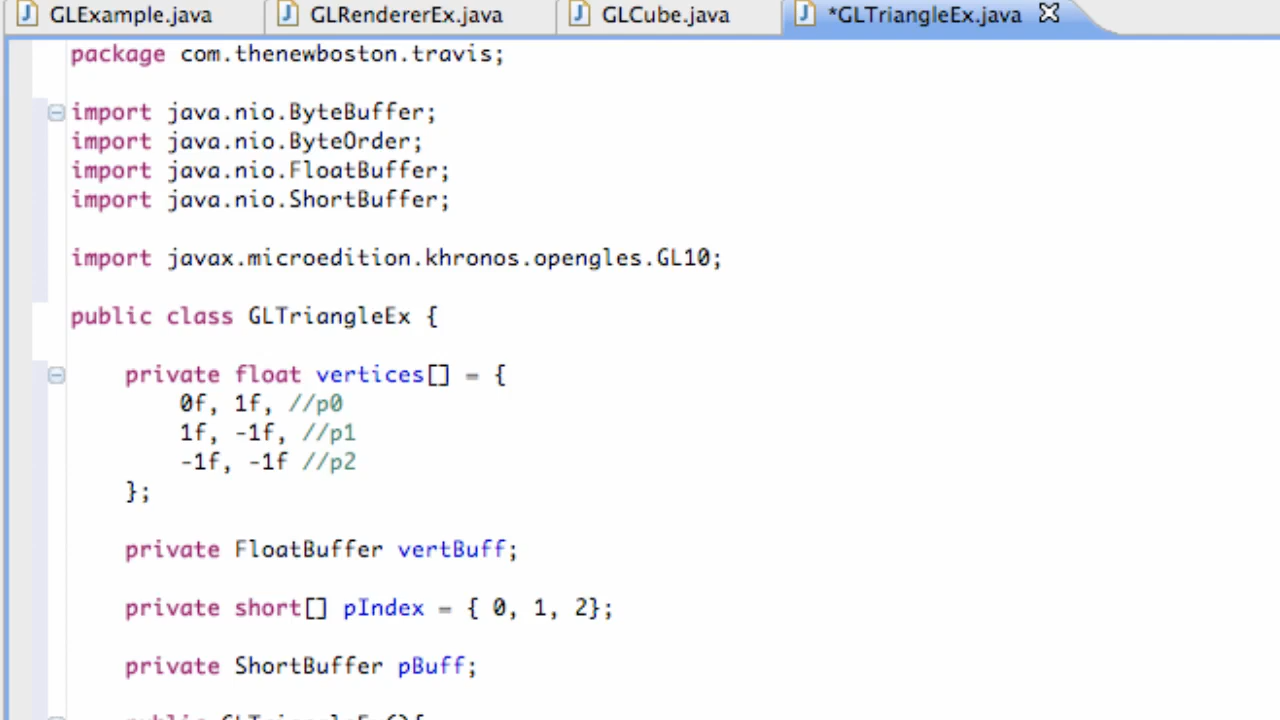 GLExample.java GLRendererEx.java GLCube.java *GLTriangleEx.java
package com.thenewboston.travis;
import java.nio.ByteBuffer;
import java.nio.ByteOrder;
import java.nio.FloatBuffer;
import java.nio.ShortBuffer;
import javax.microedition.khronos.opengles.GL10;
public class GLTriangleEx {
private float vertices[] = {
0f, 1f, //p0
1f, -1f, //p1
-1f, -1f //p2
};
private FloatBuffer vertBuff;
private short[] pIndex = { 0, 1, 2};
private ShortBuffer pBuff;
public GLTriangleEx(){